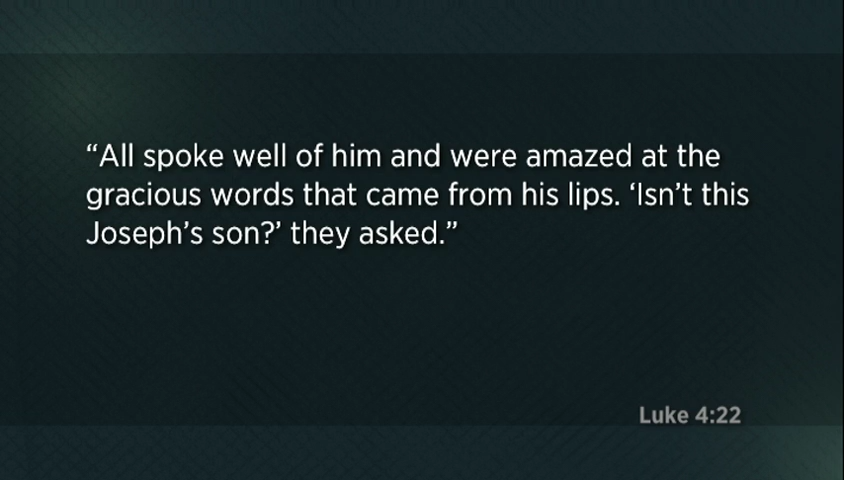 “All spoke well of him and were amazed at the
gracious words that came from his lips. ‘Isn’t this
Joseph’s son?’ they asked.”
Luke 4:22